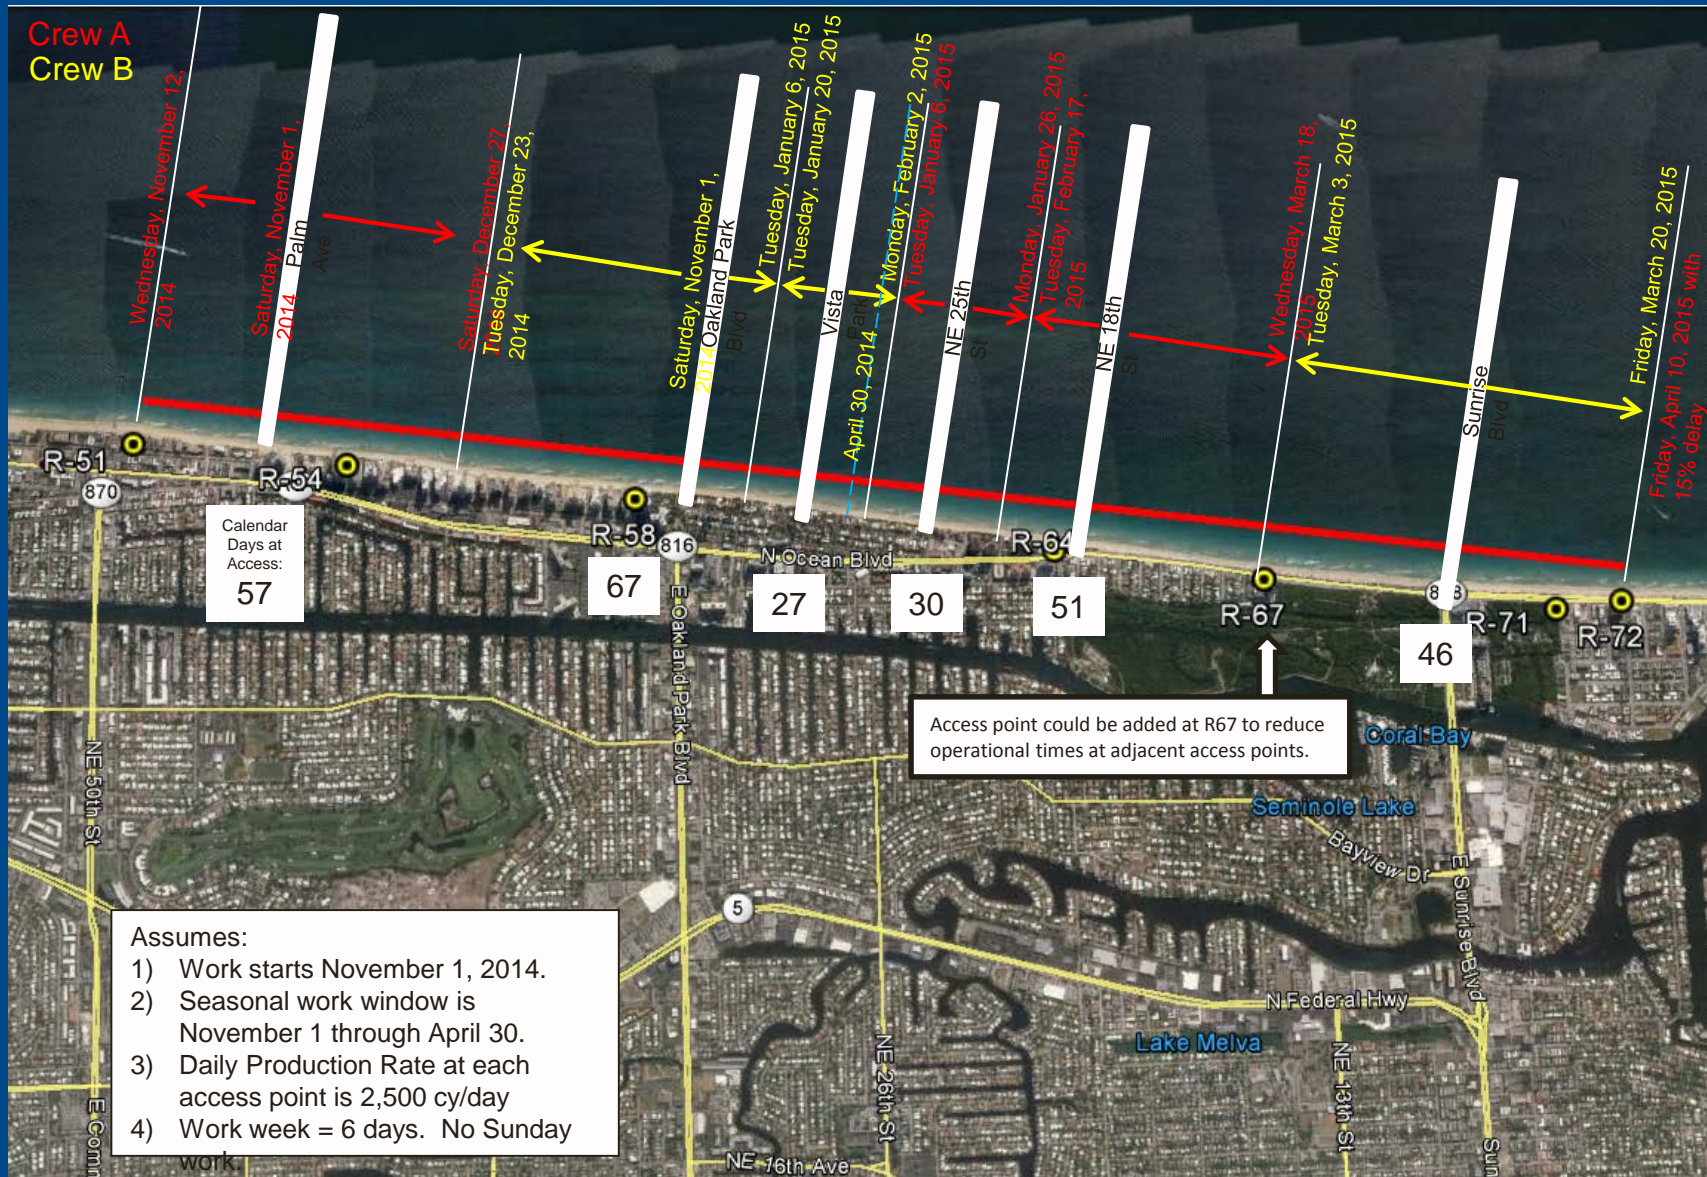 Crew A
Crew B
Wednesday, November 12,
2014
Saturday, November 1,
2014
Palm
Ave
Saturday, December 27,
Tuesday, December 23,
2014
Saturday, November 1,
2014
Oakland Park
Blvd
Tuesday, January 6, 2015
Tuesday, January 20, 2015
Vista
Park
April 30, 2014
Monday, February 2, 2015
Tuesday, January 6, 2015
NE 25th
St
Monday, January 26, 2015
Tuesday, February 17,
2015
NE 18th
St
Wednesday, March 18,
2015
Tuesday, March 3, 2015
Sunrise
Blvd
Friday, March 20, 2015
Friday, April 10, 2015 with
15% delay
R-51
R-54
R-58
R-64
R-67
R-71
R-72
870
816
N Ocean Blvd
Calendar
Days at
Access:
57
67
27
30
51
46
Access point could be added at R67 to reduce
operational times at adjacent access points.
Coral Bay
Seminole Lake
Bayview Dr
E Oakland Park Blvd
NE 50th St
E Sunrise Blvd
5
N Federal Hwy
Lake Melva
NE 26th St
NE 13th St
NE 16th Ave
E Comm
Sun
Assumes:
1) Work starts November 1, 2014.
2) Seasonal work window is
November 1 through April 30.
3) Daily Production Rate at each
access point is 2,500 cy/day
4) Work week = 6 days. No Sunday
work.